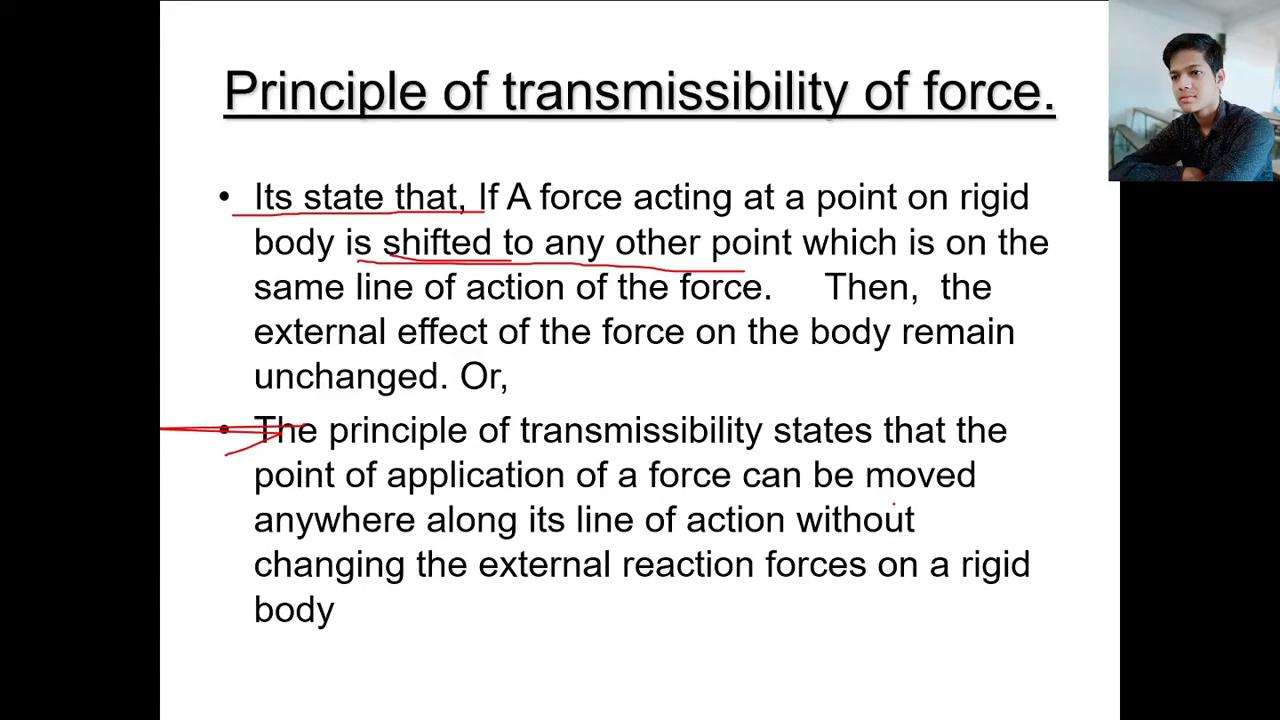 Principle of transmissibility of force.
• Its state that, If A force acting at a point on rigid
body is shifted to any other point which is on the
same line of action of the force. Then, the
external effect of the force on the body remain
unchanged. Or,
• The principle of transmissibility states that the
point of application of a force can be moved
anywhere along its line of action without
changing the external reaction forces on a rigid
body